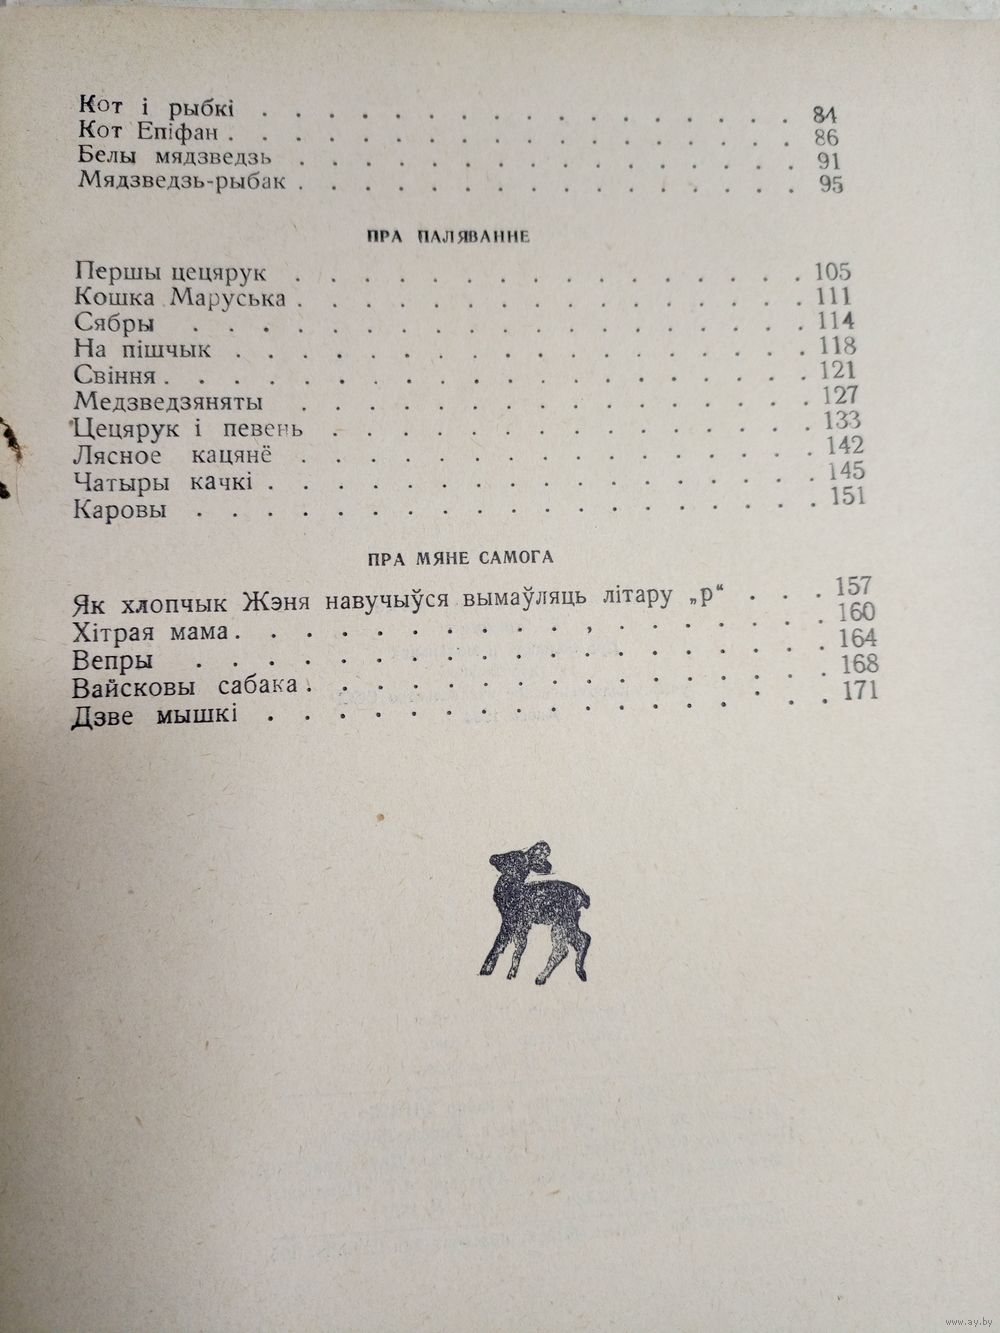 Кот і рыбкі . . . . . . . . . . . . . . . . 84
Кот Епіфан . . . . . . . . . . . . . . . . . 86
Белы мядзведзь . . . . . . . . . . . . . . . 91
Мядзведзь-рыбак . . . . . . . . . . . . . . . 95
ПРА ПАЛЯВАННЕ
Першы цецярук . . . . . . . . . . . . . . . 105
Кошка Маруська . . . . . . . . . . . . . . . 111
Сябры . . . . . . . . . . . . . . . . . . 114
На пішчык . . . . . . . . . . . . . . . . . 118
Свіння . . . . . . . . . . . . . . . . . . . 121
Медзведзяняты . . . . . . . . . . . . . . . 127
Цецярук і певень . . . . . . . . . . . . . . 133
Лясное кацянё . . . . . . . . . . . . . . . 142
Чатыры качкі . . . . . . . . . . . . . . . . 145
Каровы . . . . . . . . . . . . . . . . . . 151
ПРА МЯНЕ САМОГА
Як хлопчык Жэня навучыўся вымаўляць літару „р“ . . . 157
Хітрая мама . . . . . . . . . . . . . . . . . 160
Вепры . . . . . . . . . . . . . . . . . . 164
Вайсковы сабака . . . . . . . . . . . . . . . 168
Дзве мышкі . . . . . . . . . . . . . . . . 171
www.ay.by